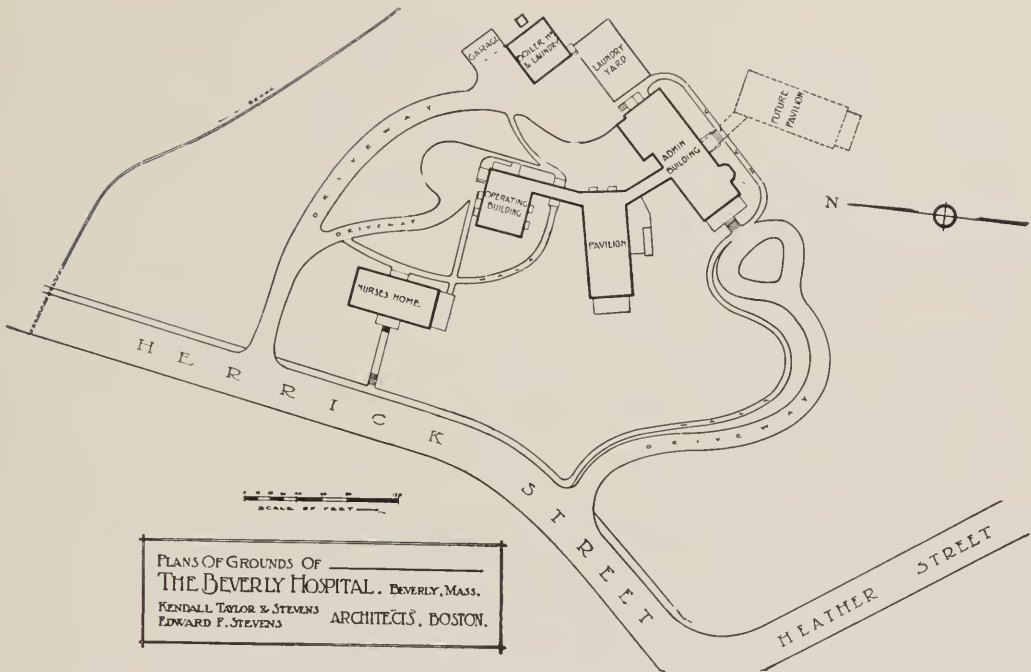 GARAGE
BOILER HO
& LAUNDRY
LAUNDRY
YARD
FUTURE
PAVILION
ADMIN
BUILDING
DRIVEWAY
OPERATING
BUILDING
DRIVEWAY
PAVILION
N
WALK
NURSES HOME
HERRICK STREET
WALK
DRIVEWAY
SCALE OF FEET
HEATHER STREET
PLANS OF GROUNDS OF
THE BEVERLY HOSPITAL. BEVERLY, MASS.
KENDALL TAYLOR & STEVENS
EDWARD F. STEVENS ARCHITECTS, BOSTON.